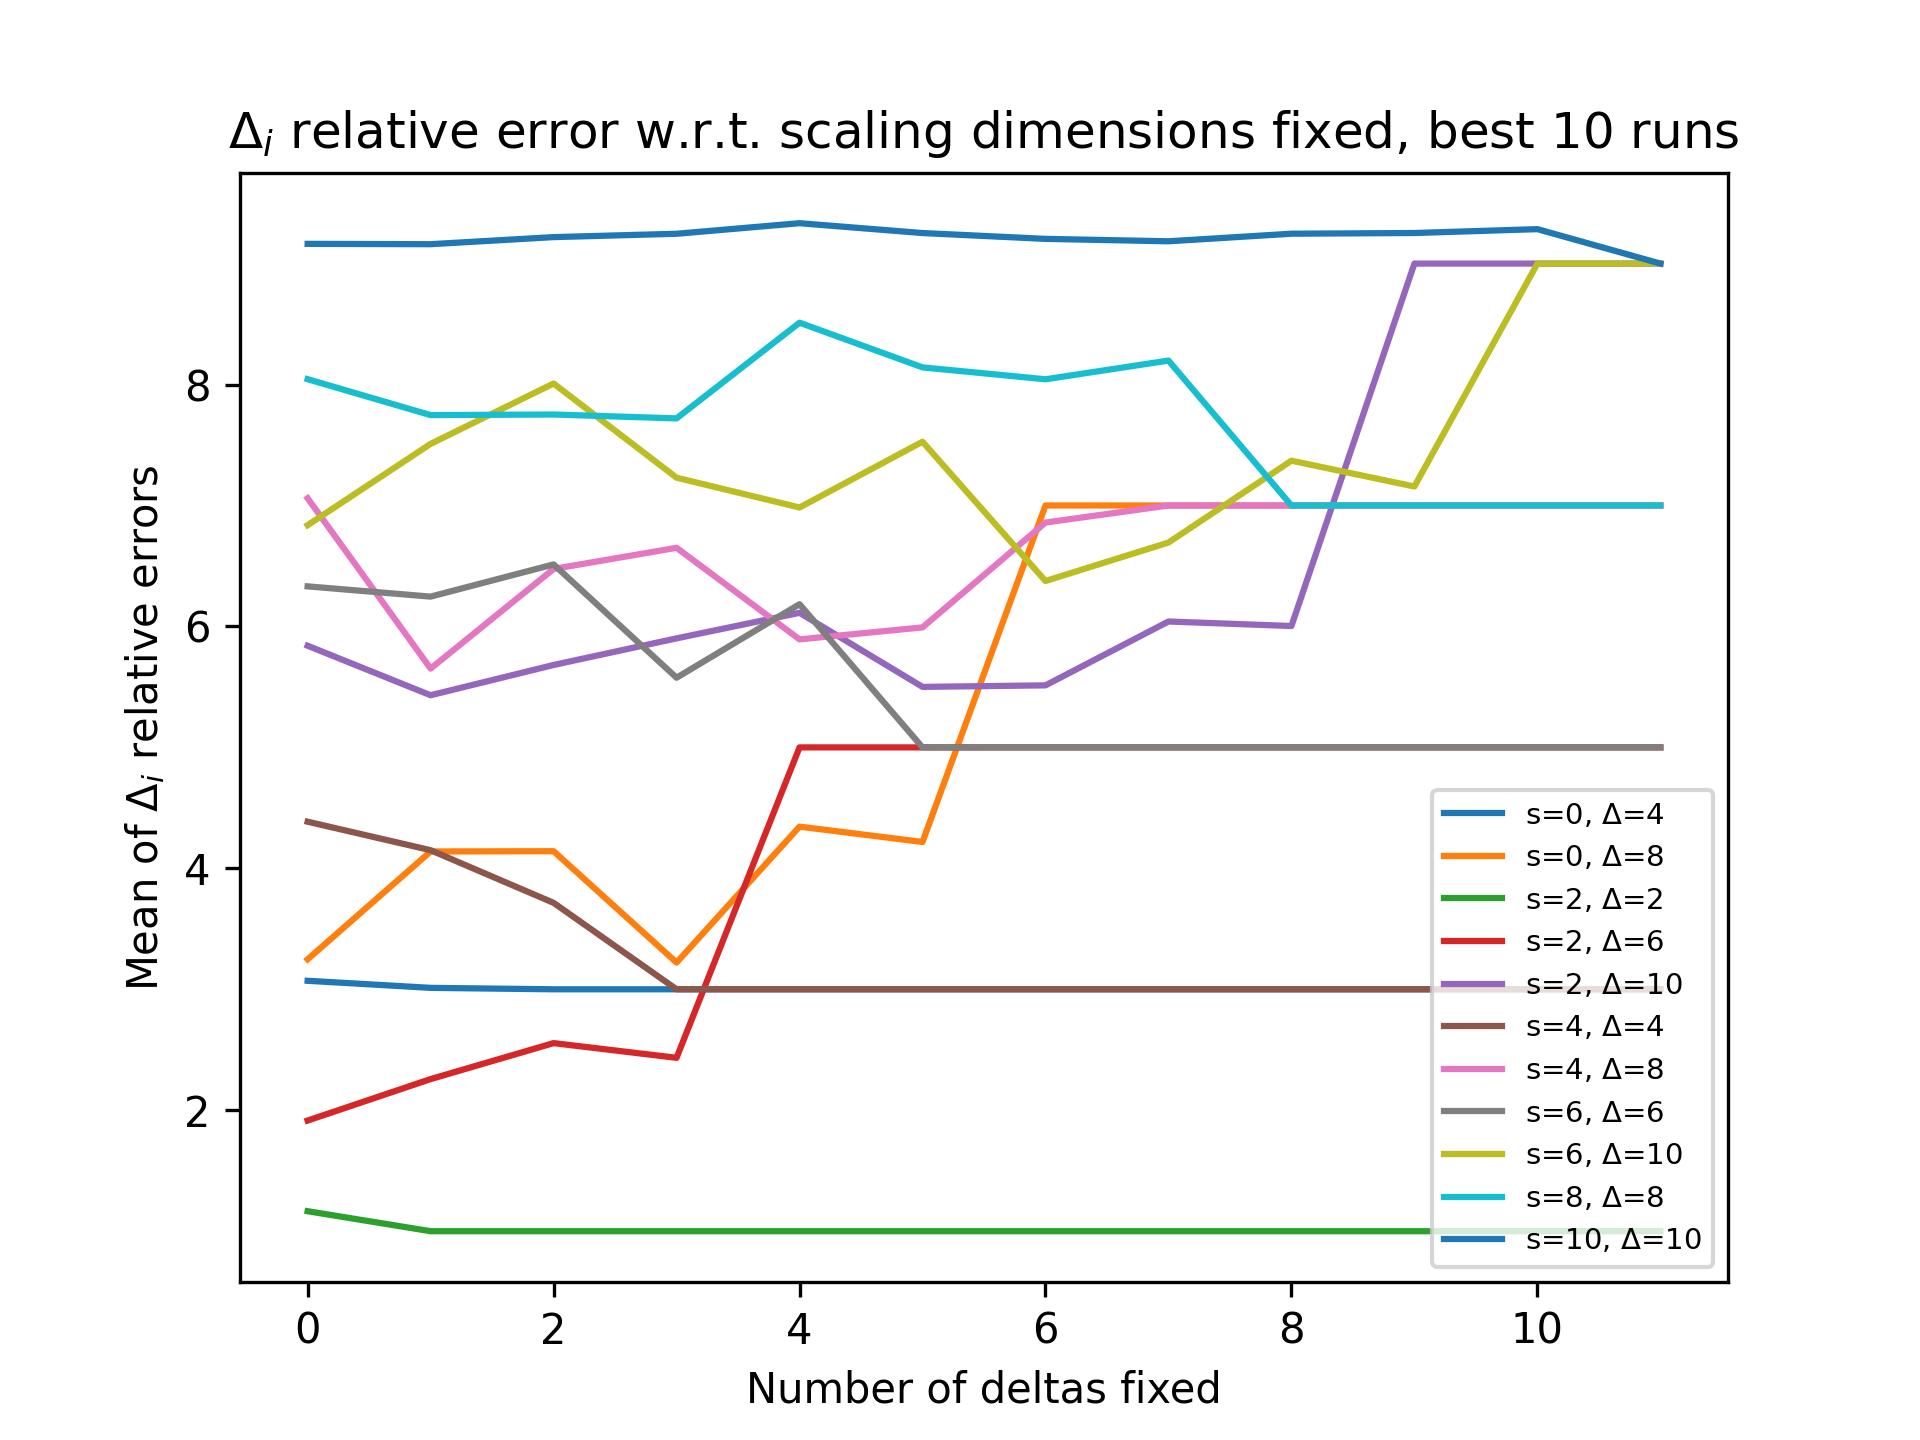 Δi relative error w.r.t. scaling dimensions fixed, best 10 runs
Mean of Δi relative errors
8
6
4
2
s=0, Δ=4
s=0, Δ=8
s=2, Δ=2
s=2, Δ=6
s=2, Δ=10
s=4, Δ=4
s=4, Δ=8
s=6, Δ=6
s=6, Δ=10
s=8, Δ=8
s=10, Δ=10
0 2 4 6 8 10
Number of deltas fixed